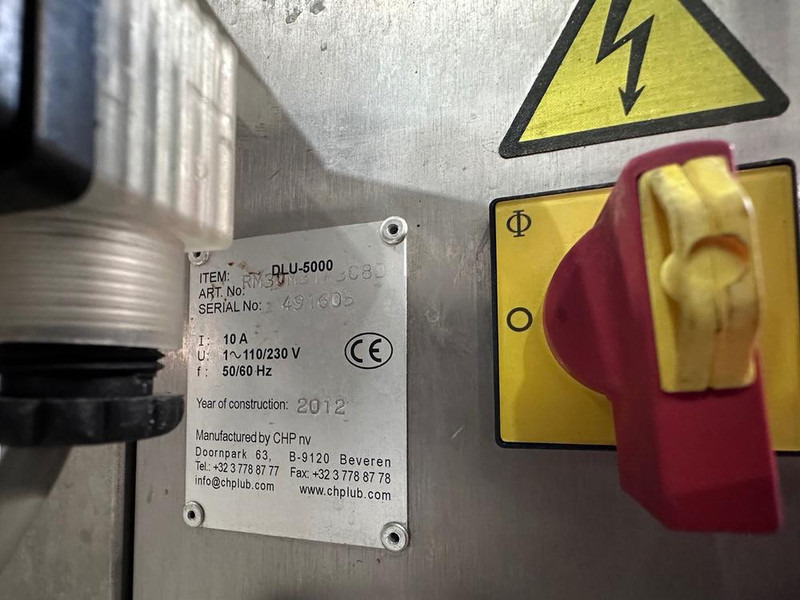 ITEM: DLU-5000
ART. No:
SERIAL No: 491605
I: 10 A
U: 1~110/230 V
f: 50/60 Hz
CE
Year of construction: 2012
Manufactured by CHP nv
Doornpark 63, B-9120 Beveren
Tel.: +32 3 778 87 77 Fax: +32 3 778 87 78
info@chplub.com www.chplub.com
O